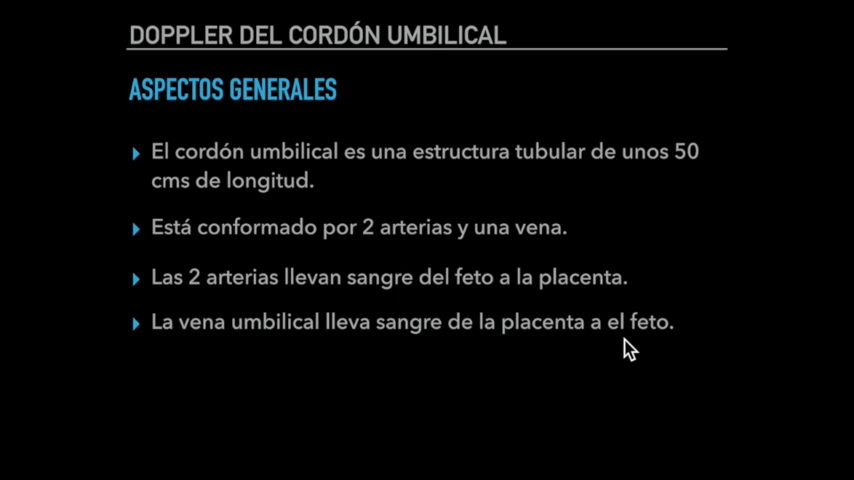 DOPPLER DEL CORDÓN UMBILICAL
ASPECTOS GENERALES
El cordón umbilical es una estructura tubular de unos 50
cms de longitud.
Está conformado por 2 arterias y una vena.
Las 2 arterias llevan sangre del feto a la placenta.
La vena umbilical lleva sangre de la placenta a el feto.